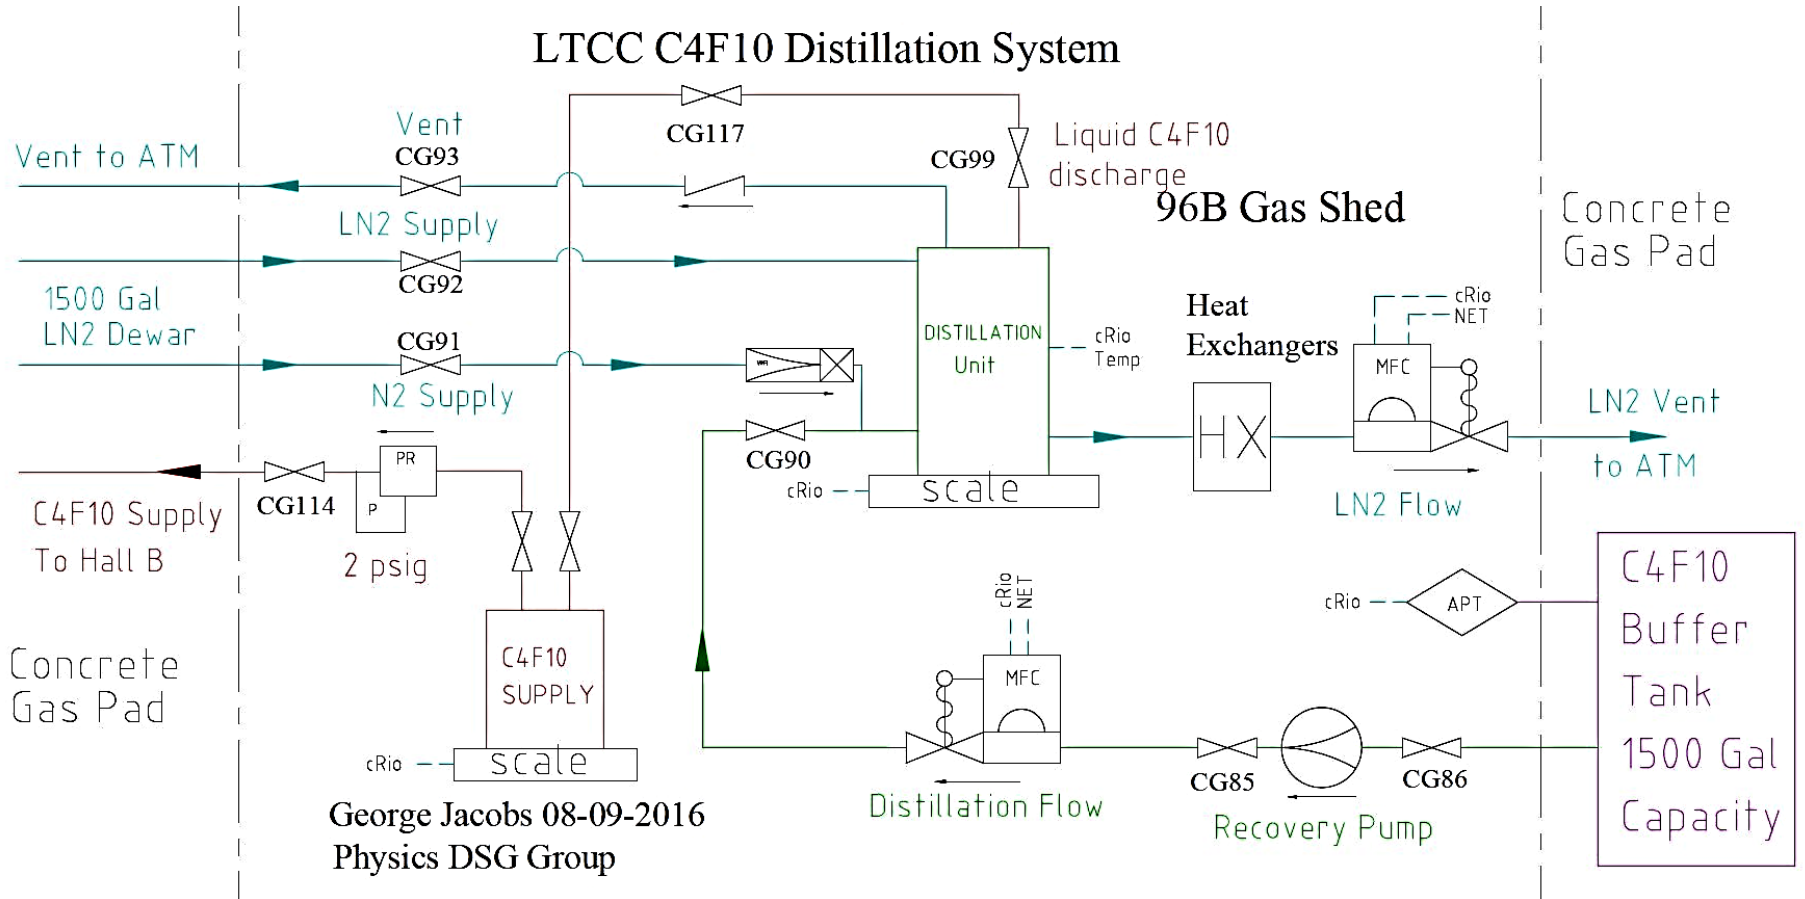 LTCC C4F10 Distillation System
Vent
CG93
CG117
CG99
Liquid C4F10
discharge
Vent to ATM
LN2 Supply
96B Gas Shed
Concrete
Gas Pad
CG92
1500 Gal
LN2 Dewar
CG91
N2 Supply
DISTILLATION
Unit
cRio
Temp
Heat
Exchangers
cRio
NET
MFC
HX
LN2 Vent
to ATM
LN2 Flow
PR
P
CG114
2 psig
C4F10 Supply
To Hall B
CG90
cRio
scale
C4F10
Buffer
Tank
1500 Gal
Capacity
cRio
APT
Concrete
Gas Pad
C4F10
SUPPLY
cRio
scale
cRio
NET
MFC
Distillation Flow
CG85
CG86
Recovery Pump
George Jacobs 08-09-2016
Physics DSG Group